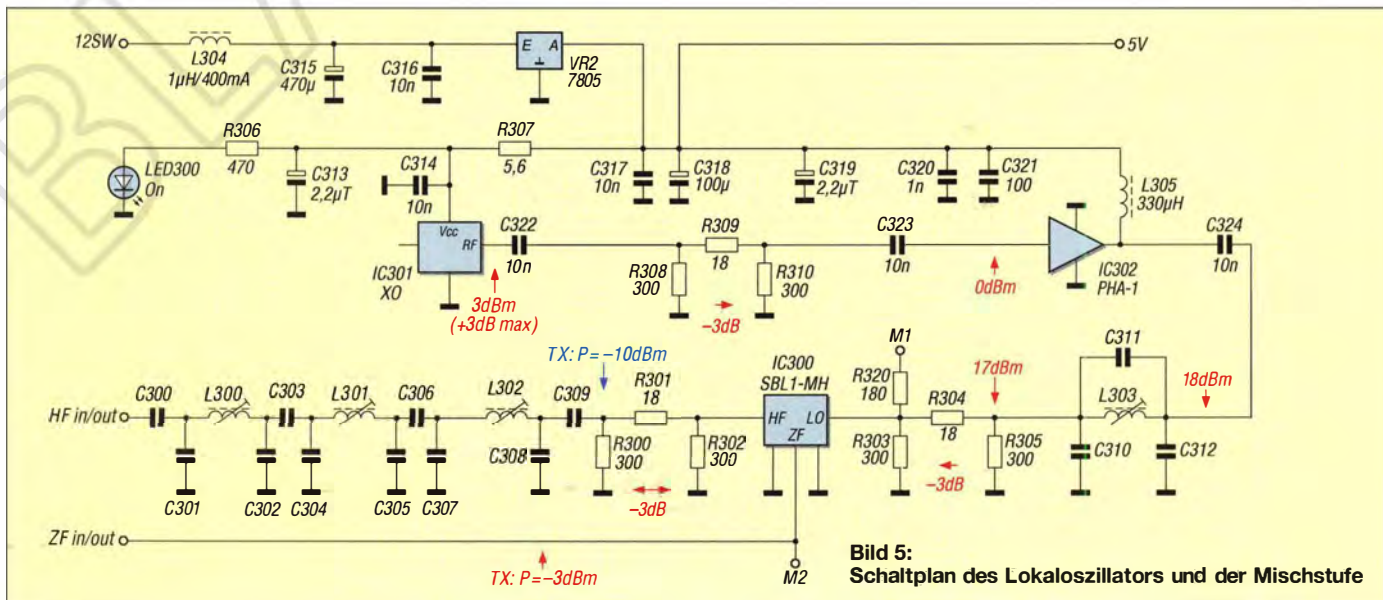 12SW
L304
1µH/400mA
C315
470µ
C316
10n
E A
VR2
7805
5V
R306
470
LED300
On
C313
2,2µT
C314
10n
R307
5,6
C317
10n
C318
100µ
C319
2,2µT
C320
1n
C321
100
L305
330µH
Vcc
RF
IC301
XO
C322
10n
3dBm
(+3dB max)
R308
300
R309
18
R310
300
−3dB
C323
10n
0dBm
IC302
PHA-1
C324
10n
TX: P=−10dBm
HF in/out
C300
L300
C303
L301
C306
L302
C309
R301
18
IC300
SBL1-MH
HF LO
ZF
M1
R320
180
R304
18
17dBm
C311
L303
18dBm
C301
C302
C304
C305
C307
C308
R300
300
R302
300
−3dB
R303
300
−3dB
R305
300
C310
C312
ZF in/out
TX: P=−3dBm
M2
Bild 5:
Schaltplan des Lokaloszillators und der Mischstufe